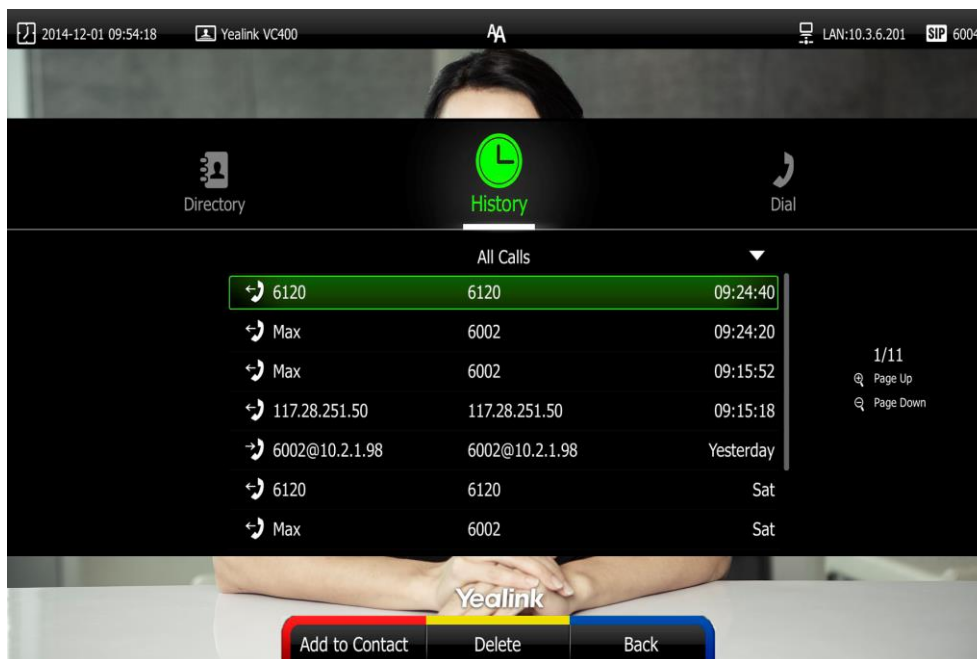 2014-12-01 09:54:18 Yealink VC400 AA LAN:10.3.6.201 SIP 6004
Directory History Dial
All Calls
6120 6120 09:24:40
Max 6002 09:24:20
Max 6002 09:15:52
117.28.251.50 117.28.251.50 09:15:18
6002@10.2.1.98 6002@10.2.1.98 Yesterday
6120 6120 Sat
Max 6002 Sat
1/11
Page Up
Page Down
Yealink
Add to Contact Delete Back